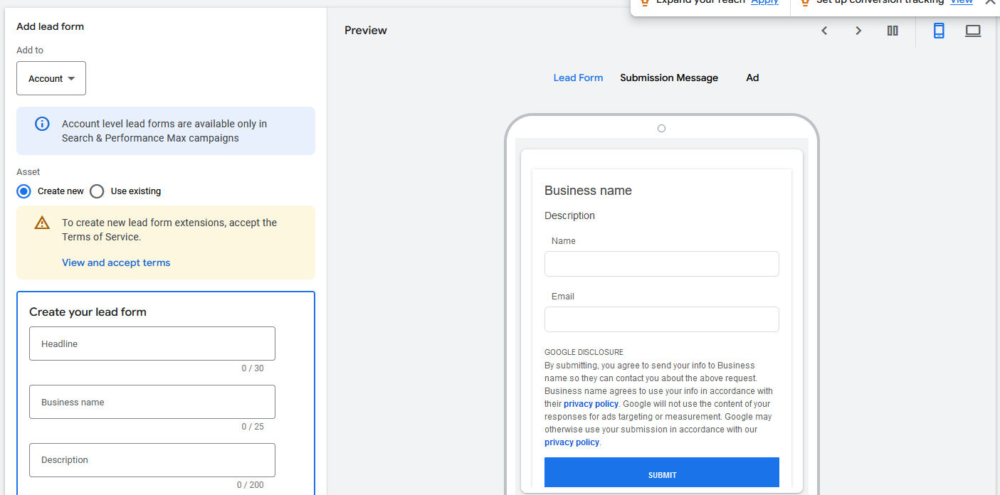 Expand your reach Apply
Set up conversion tracking View
Add lead form
Add to
Account
Account level lead forms are available only in
Search & Performance Max campaigns
Asset
Create new
Use existing
To create new lead form extensions, accept the
Terms of Service.
View and accept terms
Create your lead form
Headline
0 / 30
Business name
0 / 25
Description
0 / 200
Preview
Lead Form
Submission Message
Ad
Business name
Description
Name
Email
GOOGLE DISCLOSURE
By submitting, you agree to send your info to Business
name so they can contact you about the above request.
Business name agrees to use your info in accordance with
their privacy policy. Google will not use the content of your
responses for ads targeting or measurement. Google may
otherwise use your submission in accordance with our
privacy policy.
SUBMIT